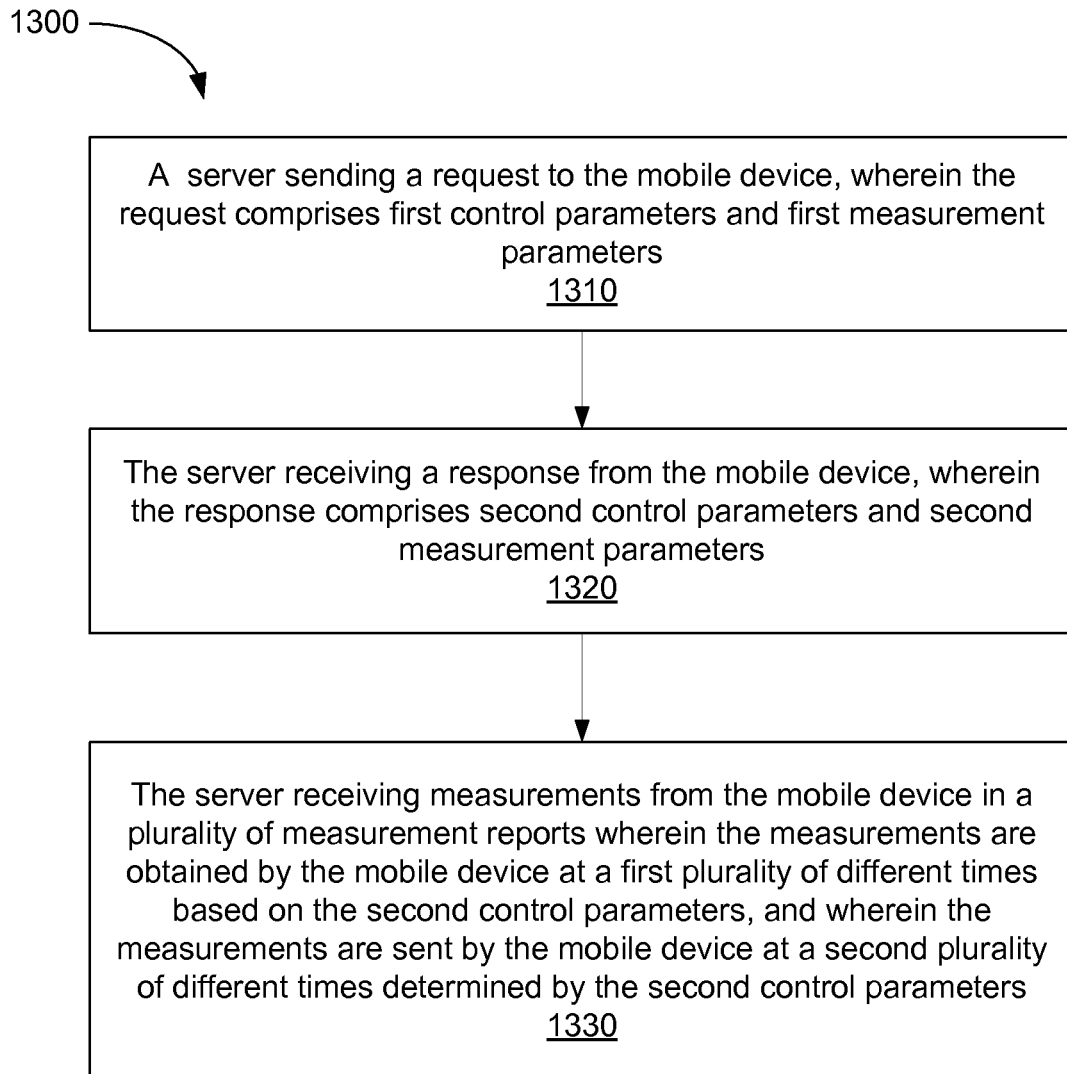 1300
A server sending a request to the mobile device, wherein the
request comprises first control parameters and first measurement
parameters
1310
The server receiving a response from the mobile device, wherein
the response comprises second control parameters and second
measurement parameters
1320
The server receiving measurements from the mobile device in a
plurality of measurement reports wherein the measurements are
obtained by the mobile device at a first plurality of different times
based on the second control parameters, and wherein the
measurements are sent by the mobile device at a second plurality
of different times determined by the second control parameters
1330